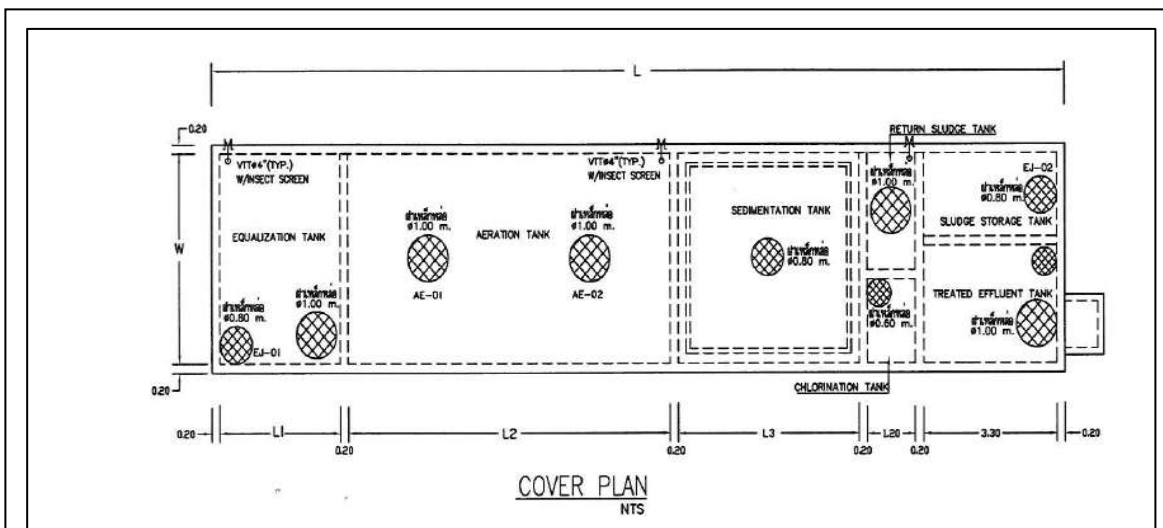 L
0.20
RETURN SLUDGE TANK
VTTø4"(TYP.)
W/INSECT SCREEN
VTTø4"(TYP.)
W/INSECT SCREEN
ฝาเหล็กหล่อ
ø1.00 m.
EJ-02
ฝาเหล็กหล่อ
ø0.80 m.
W
EQUALIZATION TANK
ฝาเหล็กหล่อ
ø1.00 m.
AERATION TANK
ฝาเหล็กหล่อ
ø1.00 m.
SEDIMENTATION TANK
SLUDGE STORAGE TANK
ฝาเหล็กหล่อ
ø0.80 m.
AE-01
AE-02
ฝาเหล็กหล่อ
ø0.80 m.
ฝาเหล็กหล่อ
ø1.00 m.
ฝาเหล็กหล่อ
ø0.60 m.
TREATED EFFLUENT TANK
ฝาเหล็กหล่อ
ø1.00 m.
EJ-01
0.20
CHLORINATION TANK
0.20
L1
0.20
L2
0.20
L3
0.20
1.20
0.20
3.30
0.20
COVER PLAN
NTS